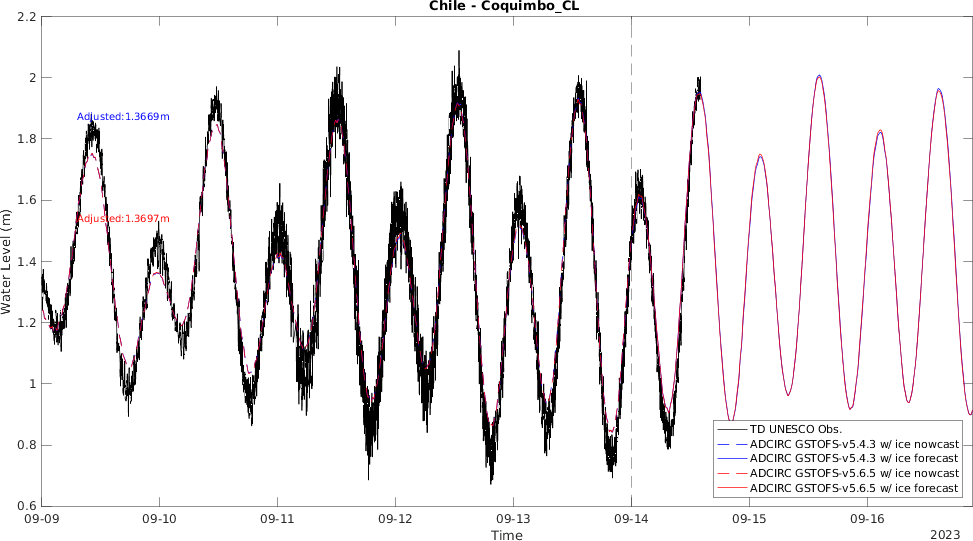 Chile - Coquimbo_CL
Water Level (m)
2.2
2
1.8
1.6
1.4
1.2
1
0.8
0.6
Adjusted:1.3669m
Adjusted:1.3697m
TD UNESCO Obs.
ADCIRC GSTOFS-v5.4.3 w/ ice nowcast
ADCIRC GSTOFS-v5.4.3 w/ ice forecast
ADCIRC GSTOFS-v5.6.5 w/ ice nowcast
ADCIRC GSTOFS-v5.6.5 w/ ice forecast
09-09 09-10 09-11 09-12 09-13 09-14 09-15 09-16
Time
2023